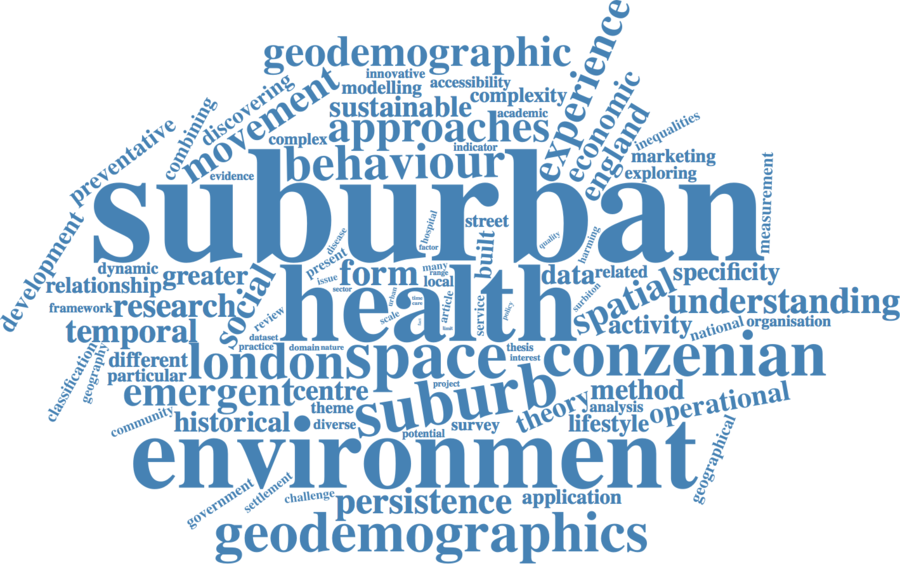 experience
geodemographic
innovative
accessibility
modelling
complexity
sustainable
academic
approaches
discovering
combining
movement
preventative
complex
indicator
behaviour
evidence
economic
england
inequalities
marketing
exploring
measurement
suburban
hospital
street
disease
factor
built
quality
harming
development
dynamic
relationship
greater
social
present
issue
form
many
range
local
sector
data
related
specificity
surbiton
spatial
understanding
health
framework
research
temporal
review
urban
time
care
scale
article
service
policy
activity
national
organisation
dataset
practice
domain
nature
classification
geography
different
particular
london
space
thesis
interest
conzenian
emergent
centre
project
suburb
method
theory
analysis
lifestyle
operational
theme
community
historical
diverse
potential
survey
environment
geographical
government
settlement
challenge
persistence
application
geodemographics